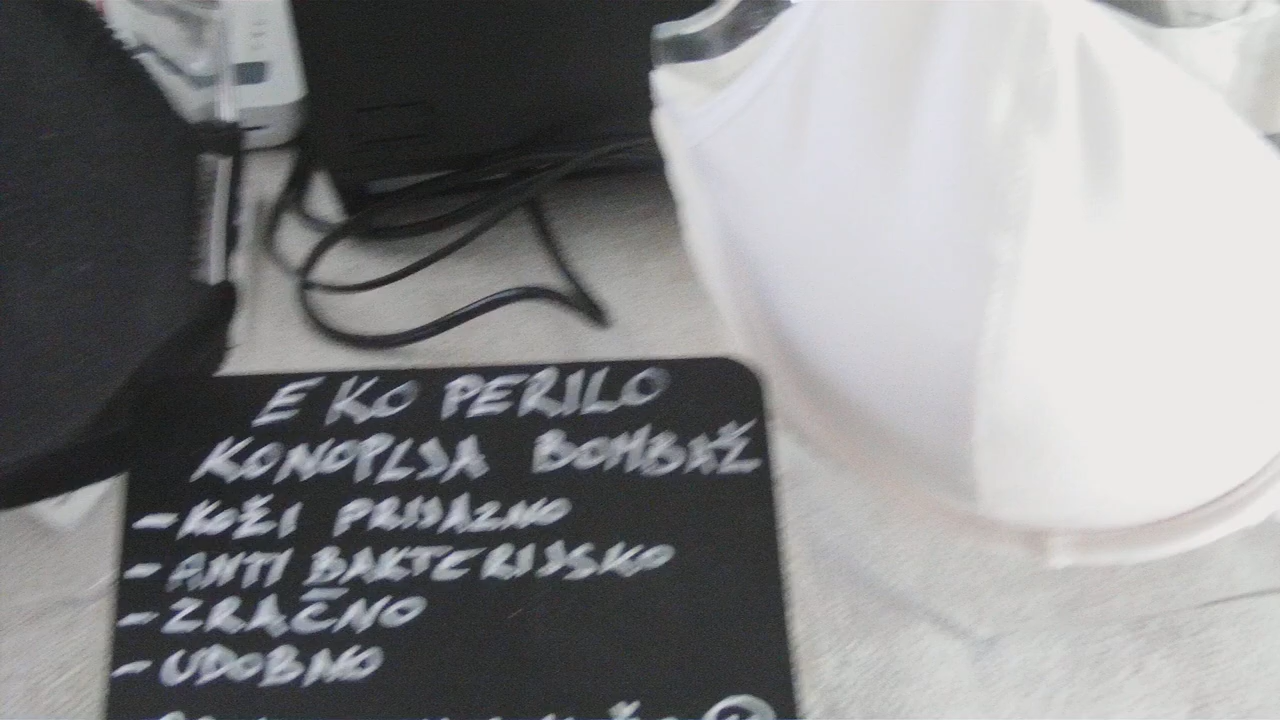 EKO PERILO
KONOPLJA BOMBAŽ
- KOŽI PRIJAZNO
- ANTI BAKTERIJSKO
- ZRAČNO
- UDOBNO